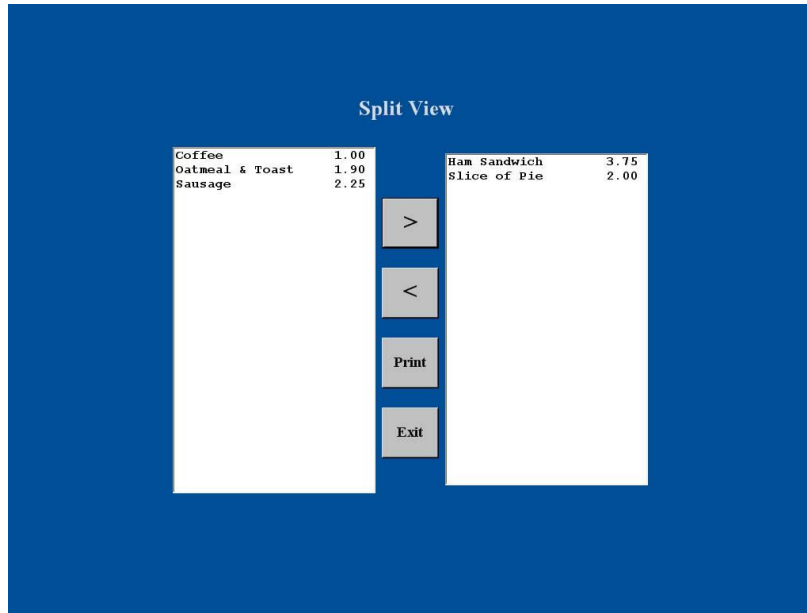 Split View
Coffee 1.00
Oatmeal & Toast 1.90
Sausage 2.25
>
<
Print
Exit
Ham Sandwich 3.75
Slice of Pie 2.00